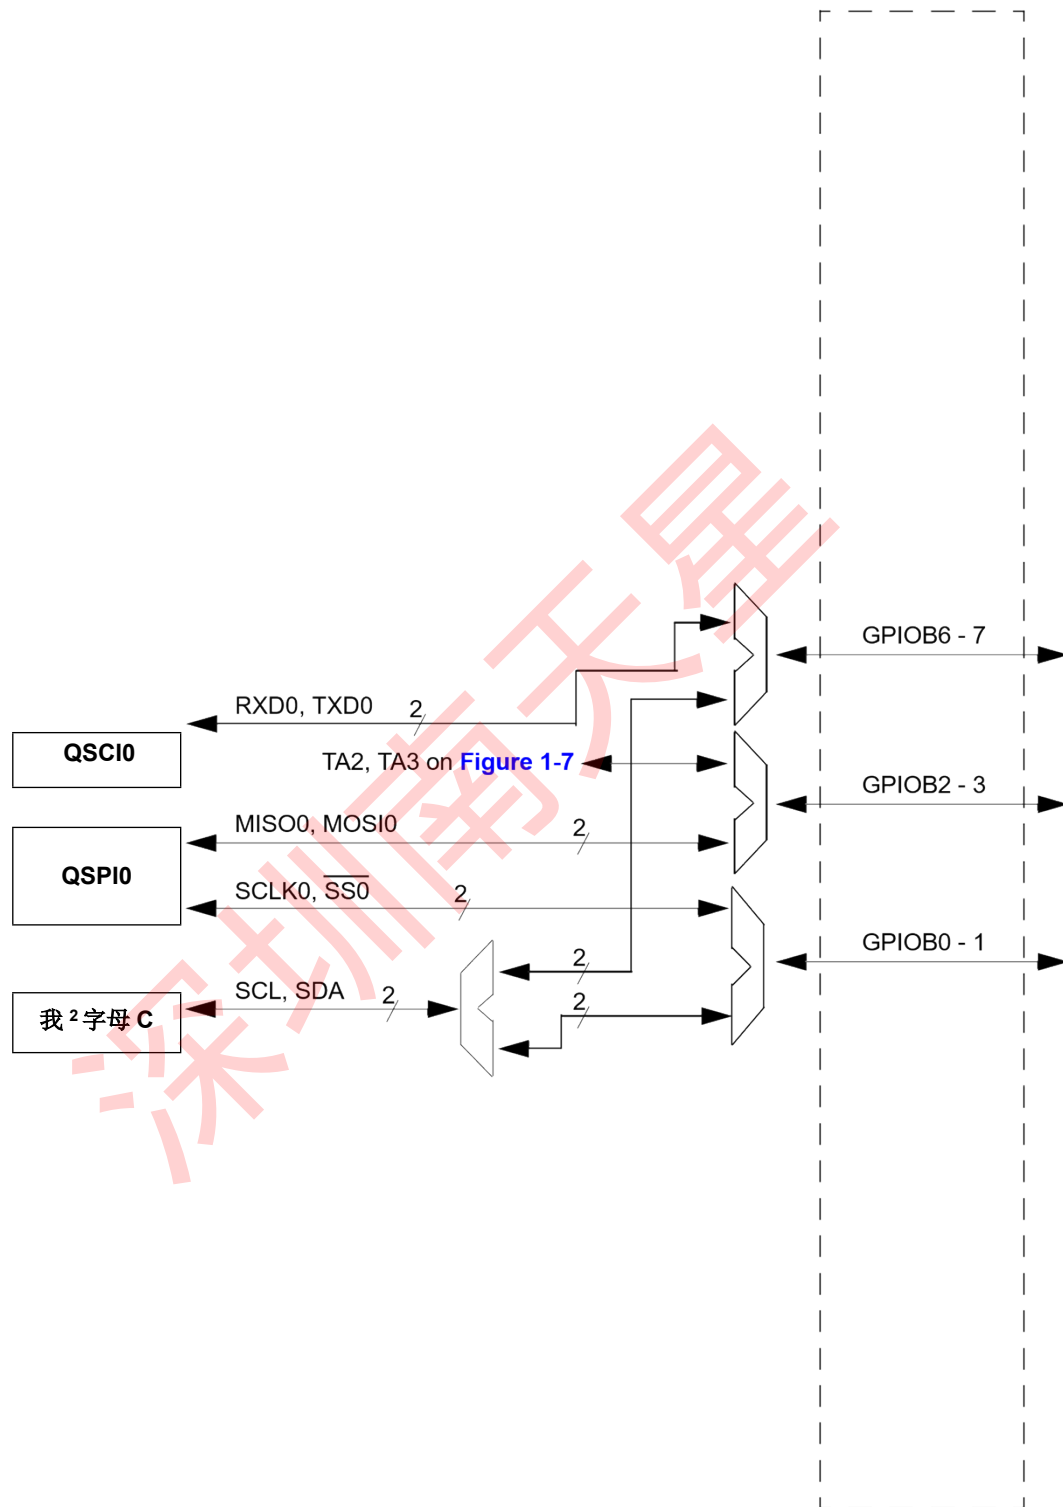 GPIOB6 - 7
RXD0, TXD0
2
QSCI0
TA2, TA3 on Figure 1-7
GPIOB2 - 3
MISO0, MOSI0
2
QSPI0
SCLK0, SS0
2
GPIOB0 - 1
2
SCL, SDA
2
2
我 2 字母 C
深圳南天星